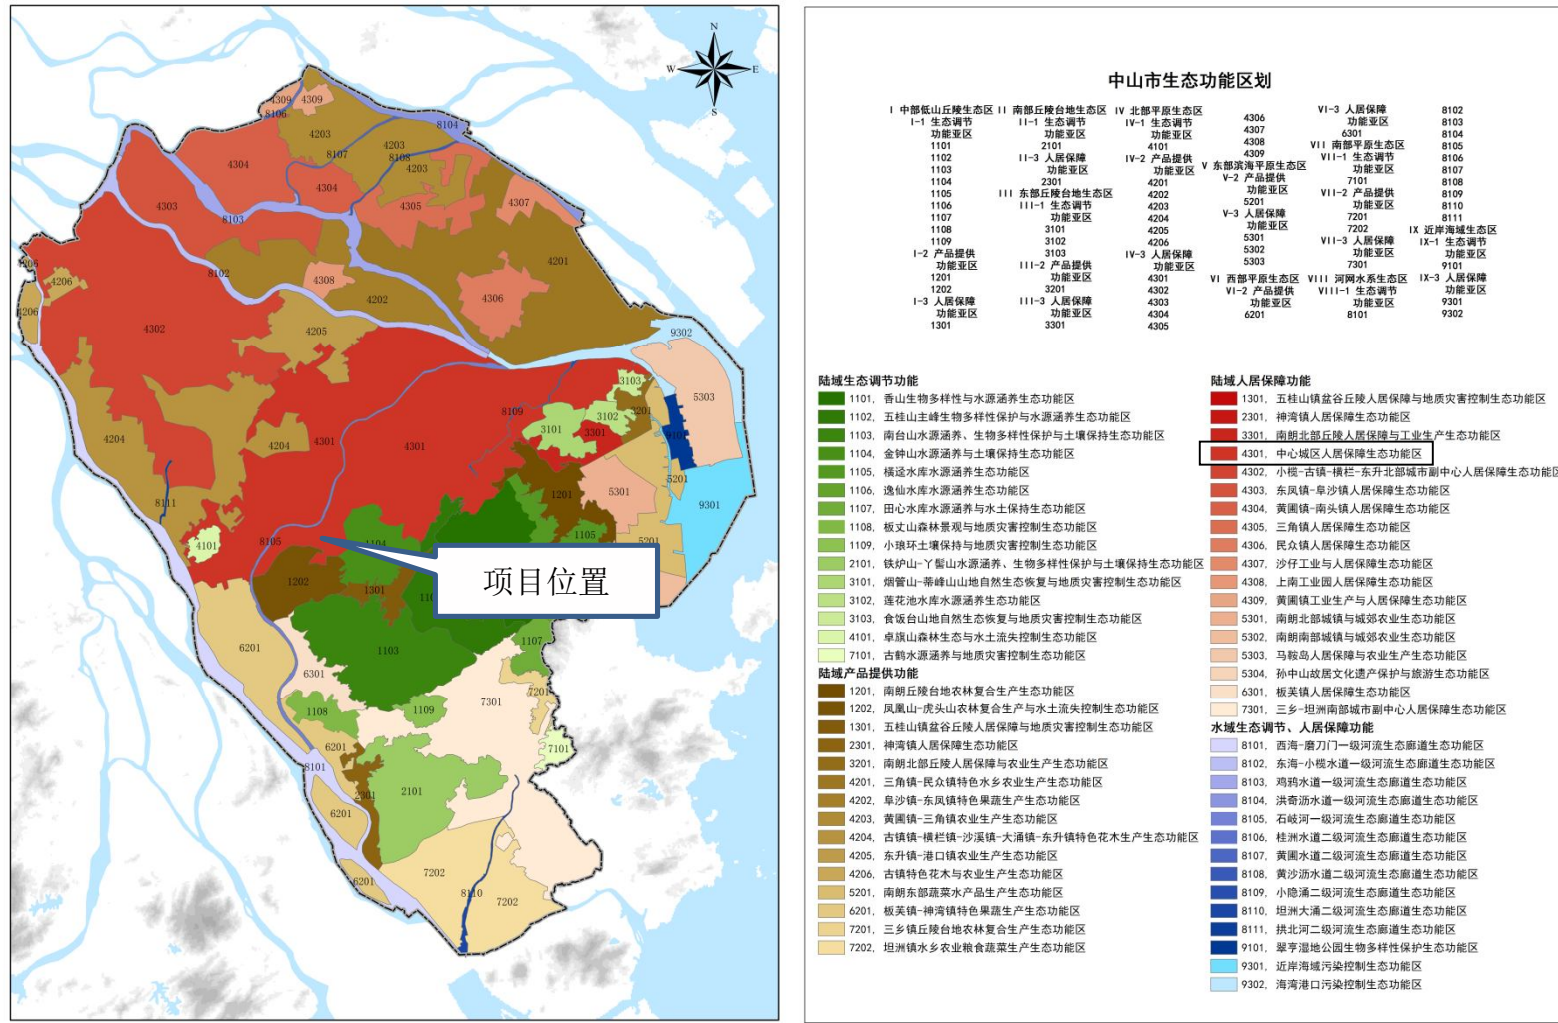 N
W
E
S
4309
4309
8106
8104
4203
4203
8107
8108
4203
4304
4304
4305
4307
4303
8103
4201
8102
4206
4206
4206
4308
4202
4306
4302
4205
9302
5303
3103
3102
3201
8109
3101
3301
9101
4204
4204
4301
4301
5201
1201
5301
9301
8111
4101
8105
1104
1105
5201
1202
1301
项目位置
6201
1103
1107
6301
7301
7201
1108
1109
7101
6201
8101
2301
2101
6201
7202
8110
7202
6201
中山市生态功能区划
I 中部低山丘陵生态区
I-1 生态调节
功能亚区
1101
1102
1103
1104
1105
1106
1107
1108
1109
I-2 产品提供
功能亚区
1201
1202
I-3 人居保障
功能亚区
1301
II 南部丘陵台地生态区
II-1 生态调节
功能亚区
2101
II-3 人居保障
功能亚区
2301
III 东部丘陵台地生态区
III-1 生态调节
功能亚区
3101
3102
3103
III-2 产品提供
功能亚区
3201
III-3 人居保障
功能亚区
3301
IV 北部平原生态区
IV-1 生态调节
功能亚区
4101
IV-2 产品提供
功能亚区
4201
4202
4203
4204
4205
4206
IV-3 人居保障
功能亚区
4301
4302
4303
4304
4305
4306
4307
4308
4309
V 东部滨海平原生态区
V-2 产品提供
功能亚区
5201
V-3 人居保障
功能亚区
5301
5302
5303
VI 西部平原生态区
VI-2 产品提供
功能亚区
6201
VI-3 人居保障
功能亚区
6301
VII 南部平原生态区
VII-1 生态调节
功能亚区
7101
VII-2 产品提供
功能亚区
7201
7202
VII-3 人居保障
功能亚区
7301
VIII 河网水系生态区
VIII-1 生态调节
功能亚区
8101
8102
8103
8104
8105
8106
8107
8108
8109
8110
8111
IX 近岸海域生态区
IX-1 生态调节
功能亚区
9101
IX-3 人居保障
功能亚区
9301
9302
陆域生态调节功能
1101, 香山生物多样性与水源涵养生态功能区
1102, 五桂山主峰生物多样性保护与水源涵养生态功能区
1103, 南台山水源涵养、生物多样性保护与土壤保持生态功能区
1104, 金钟山水源涵养与土壤保持生态功能区
1105, 横迳水库水源涵养生态功能区
1106, 逸仙水库水源涵养生态功能区
1107, 田心水库水源涵养与水土保持生态功能区
1108, 板丈山森林景观与地质灾害控制生态功能区
1109, 小琅环土壤保持与地质灾害控制生态功能区
2101, 铁炉山-丫髻山水源涵养、生物多样性保护与土壤保持生态功能区
3101, 烟管山-蒂峰山山地自然生态恢复与地质灾害控制生态功能区
3102, 莲花池水库水源涵养生态功能区
3103, 食饭台山地自然生态恢复与地质灾害控制生态功能区
4101, 卓旗山森林生态与水土流失控制生态功能区
7101, 古鹤水源涵养与地质灾害控制生态功能区
陆域产品提供功能
1201, 南朗丘陵台地农林复合生产生态功能区
1202, 凤凰山-虎头山农林复合生产与水土流失控制生态功能区
1301, 五桂山镇盆谷丘陵人居保障与地质灾害控制生态功能区
2301, 神湾镇人居保障生态功能区
3201, 南朗北部丘陵人居保障与农业生产生态功能区
4201, 三角镇-民众镇特色水乡农业生产生态功能区
4202, 阜沙镇-东凤镇特色果蔬生产生态功能区
4203, 黄圃镇-三角镇农业生产生态功能区
4204, 古镇镇-横栏镇-沙溪镇-大涌镇-东升镇特色花木生产生态功能区
4205, 东升镇-港口镇农业生产生态功能区
4206, 古镇特色花木与农业生产生态功能区
5201, 南朗东部蔬菜水产品生产生态功能区
6201, 板芙镇-神湾镇特色果蔬生产生态功能区
7201, 三乡镇丘陵台地农林复合生产生态功能区
7202, 坦洲镇水乡农业粮食蔬菜生产生态功能区
陆域人居保障功能
1301, 五桂山镇盆谷丘陵人居保障与地质灾害控制生态功能区
2301, 神湾镇人居保障生态功能区
3301, 南朗北部丘陵人居保障与工业生产生态功能区
4301, 中心城区人居保障生态功能区
4302, 小榄-古镇-横栏-东升北部城市副中心人居保障生态功能区
4303, 东凤镇-阜沙镇人居保障生态功能区
4304, 黄圃镇-南头镇人居保障生态功能区
4305, 三角镇人居保障生态功能区
4306, 民众镇人居保障生态功能区
4307, 沙仔工业与人居保障生态功能区
4308, 上南工业园人居保障生态功能区
4309, 黄圃镇工业生产与人居保障生态功能区
5301, 南朗北部城镇与城郊农业生态功能区
5302, 南朗南部城镇与城郊农业生态功能区
5303, 马鞍岛人居保障与农业生产生态功能区
5304, 孙中山故居文化遗产保护与旅游生态功能区
6301, 板芙镇人居保障生态功能区
7301, 三乡-坦洲南部城市副中心人居保障生态功能区
水域生态调节、人居保障功能
8101, 西海-磨刀门一级河流生态廊道生态功能区
8102, 东海-小榄水道一级河流生态廊道生态功能区
8103, 鸡鸦水道一级河流生态廊道生态功能区
8104, 洪奇沥水道一级河流生态廊道生态功能区
8105, 石岐河一级河流生态廊道生态功能区
8106, 桂洲水道二级河流生态廊道生态功能区
8107, 黄圃水道二级河流生态廊道生态功能区
8108, 黄沙沥水道二级河流生态廊道生态功能区
8109, 小隐涌二级河流生态廊道生态功能区
8110, 坦洲大涌二级河流生态廊道生态功能区
8111, 拱北河二级河流生态廊道生态功能区
9101, 翠亨湿地公园生物多样性保护生态功能区
9301, 近岸海域污染控制生态功能区
9302, 海湾港口污染控制生态功能区